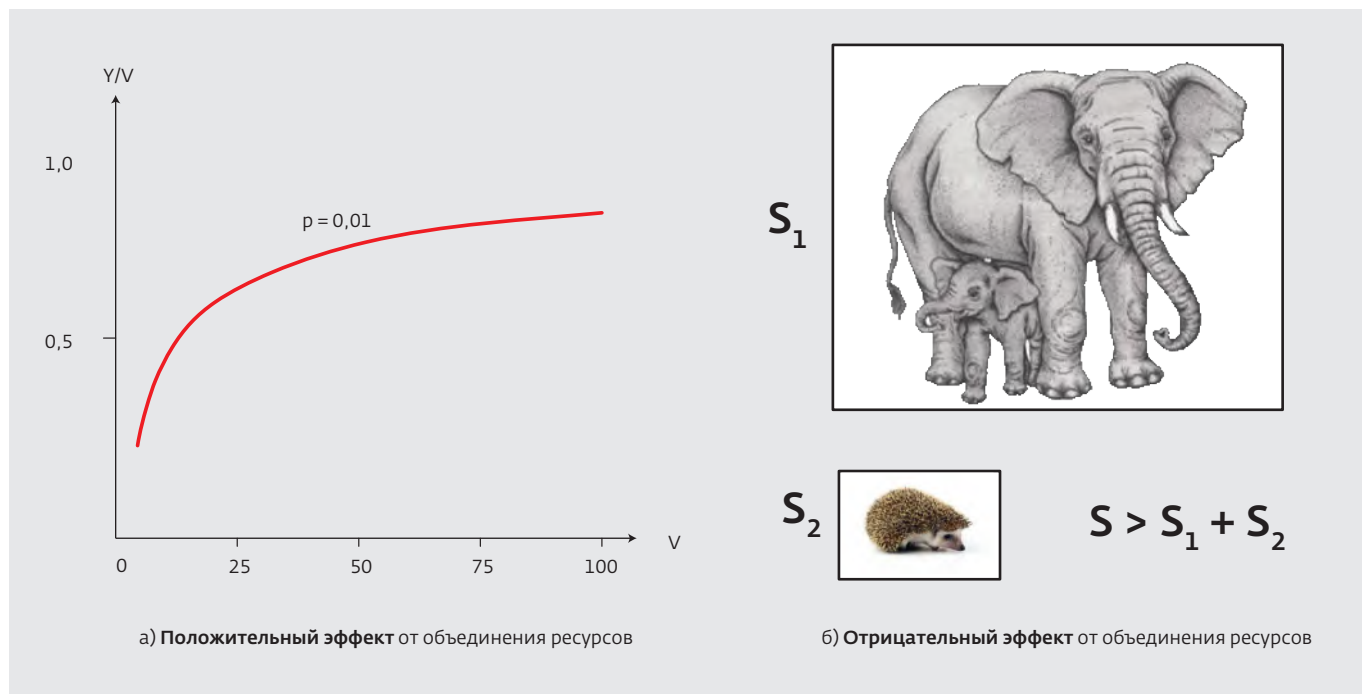 Y/V
1,0
p = 0,01
0,5
V
0 25 50 75 100
а) Положительный эффект от объединения ресурсов
S₁
S₂
S > S₁ + S₂
б) Отрицательный эффект от объединения ресурсов